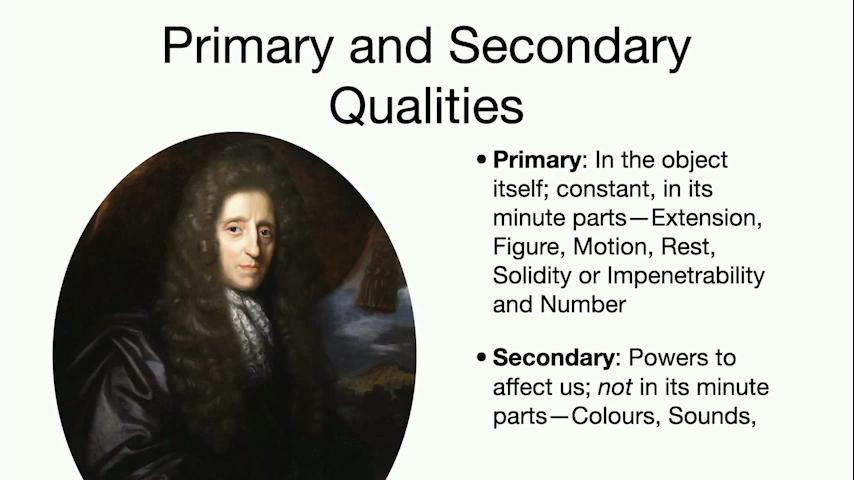 Primary and Secondary
Qualities
• Primary: In the object
itself; constant, in its
minute parts—Extension,
Figure, Motion, Rest,
Solidity or Impenetrability
and Number
• Secondary: Powers to
affect us; not in its minute
parts—Colours, Sounds,